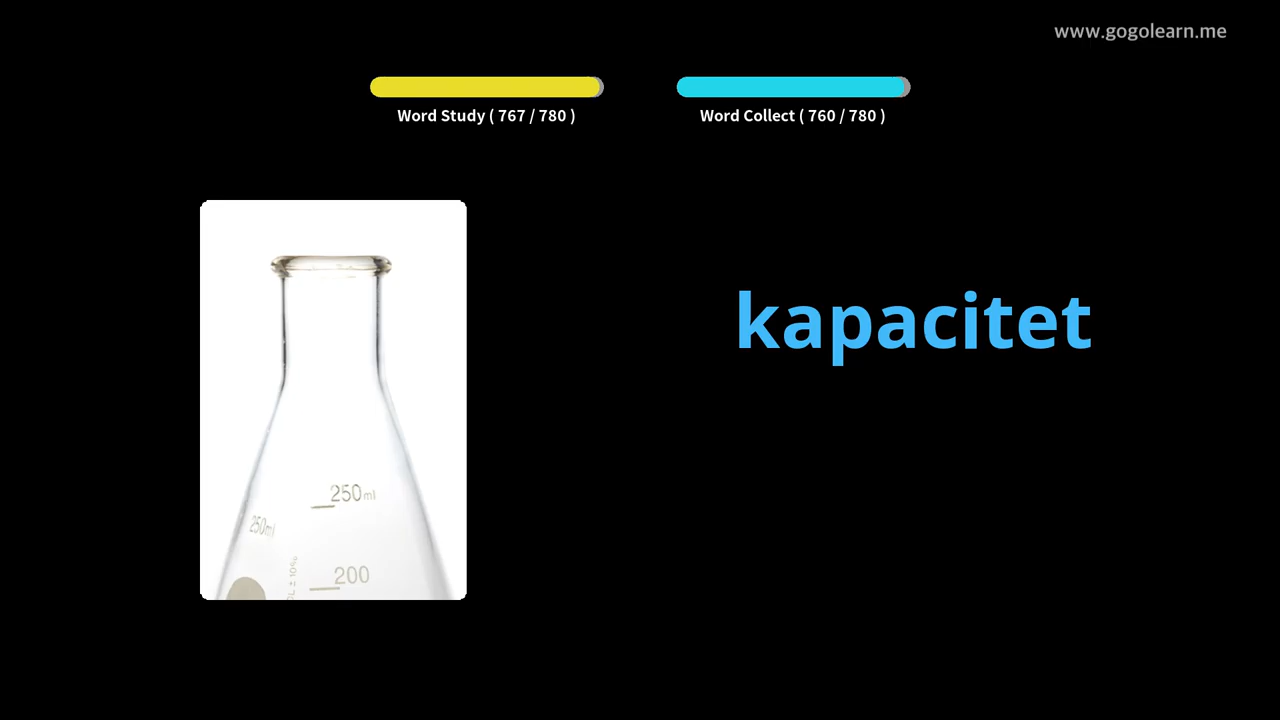 www.gogolearn.me
Word Study ( 767 / 780 )
Word Collect ( 760 / 780 )
kapacitet
250ml
250ml
200